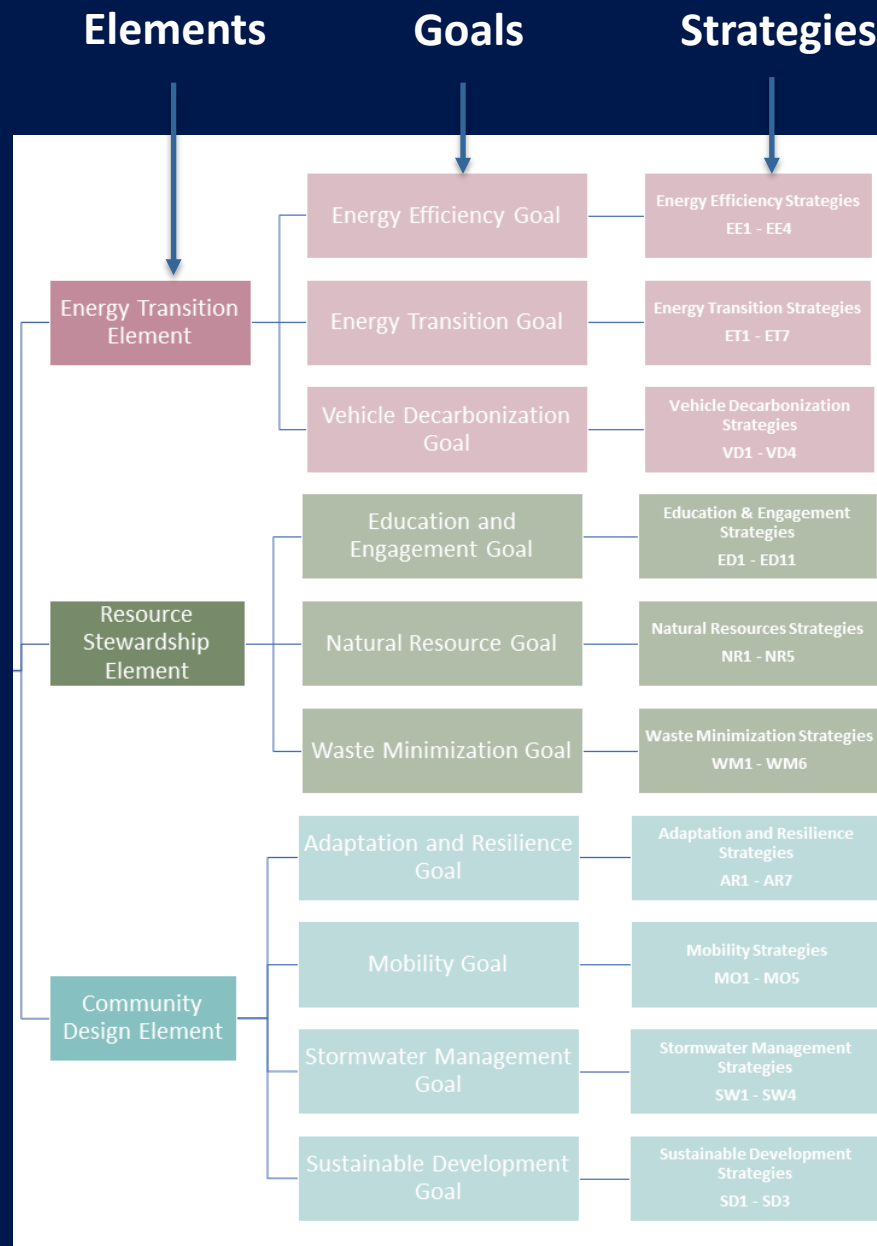 Elements
Goals
Strategies
Energy Transition
Element
Energy Efficiency Goal
Energy Efficiency Strategies
EE1 - EE4
Energy Transition Goal
Energy Transition Strategies
ET1 - ET7
Vehicle Decarbonization
Goal
Vehicle Decarbonization
Strategies
VD1 - VD4
Resource
Stewardship
Element
Education and
Engagement Goal
Education & Engagement
Strategies
ED1 - ED11
Natural Resource Goal
Natural Resources Strategies
NR1 - NR5
Waste Minimization Goal
Waste Minimization Strategies
WM1 - WM6
Community
Design Element
Adaptation and Resilience
Goal
Adaptation and Resilience
Strategies
AR1 - AR7
Mobility Goal
Mobility Strategies
MO1 - MO5
Stormwater Management
Goal
Stormwater Management
Strategies
SW1 - SW4
Sustainable Development
Goal
Sustainable Development
Strategies
SD1 - SD3